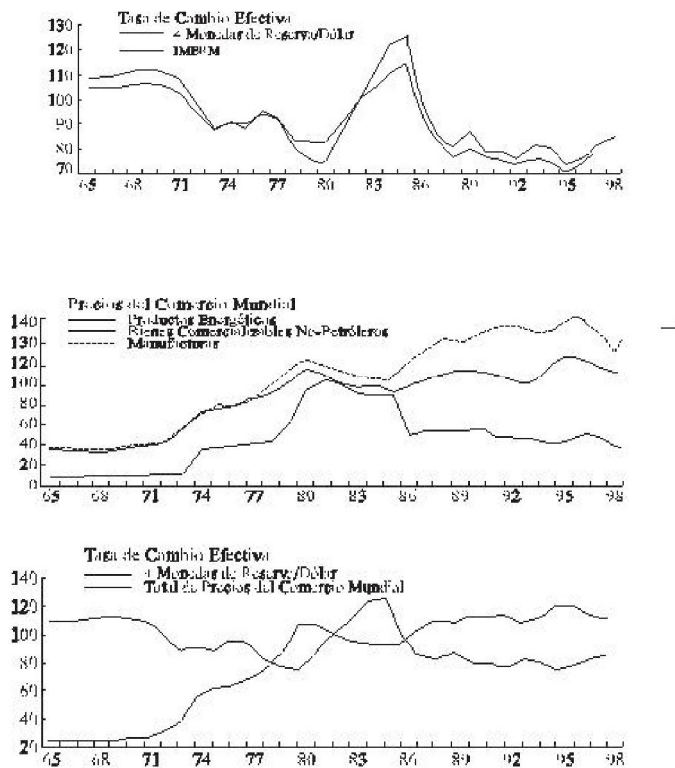 Tasa de Cambio Efectiva
4 Monedas de Reserva/Dólar
IMERM
130
120
110
100
90
80
70
65 68 71 74 77 80 83 86 89 92 95 98
Precios del Comercio Mundial
Productos Energéticos
Bienes Comercializables No-Petróleros
Manufacturas
140
130
120
100
80
60
40
20
0
65 68 71 74 77 80 83 86 89 92 95 98
Tasa de Cambio Efectiva
4 Monedas de Reserva/Dólar
Total de Precios del Comercio Mundial
140
120
100
80
60
40
20
65 68 71 74 77 80 83 86 89 92 95 98